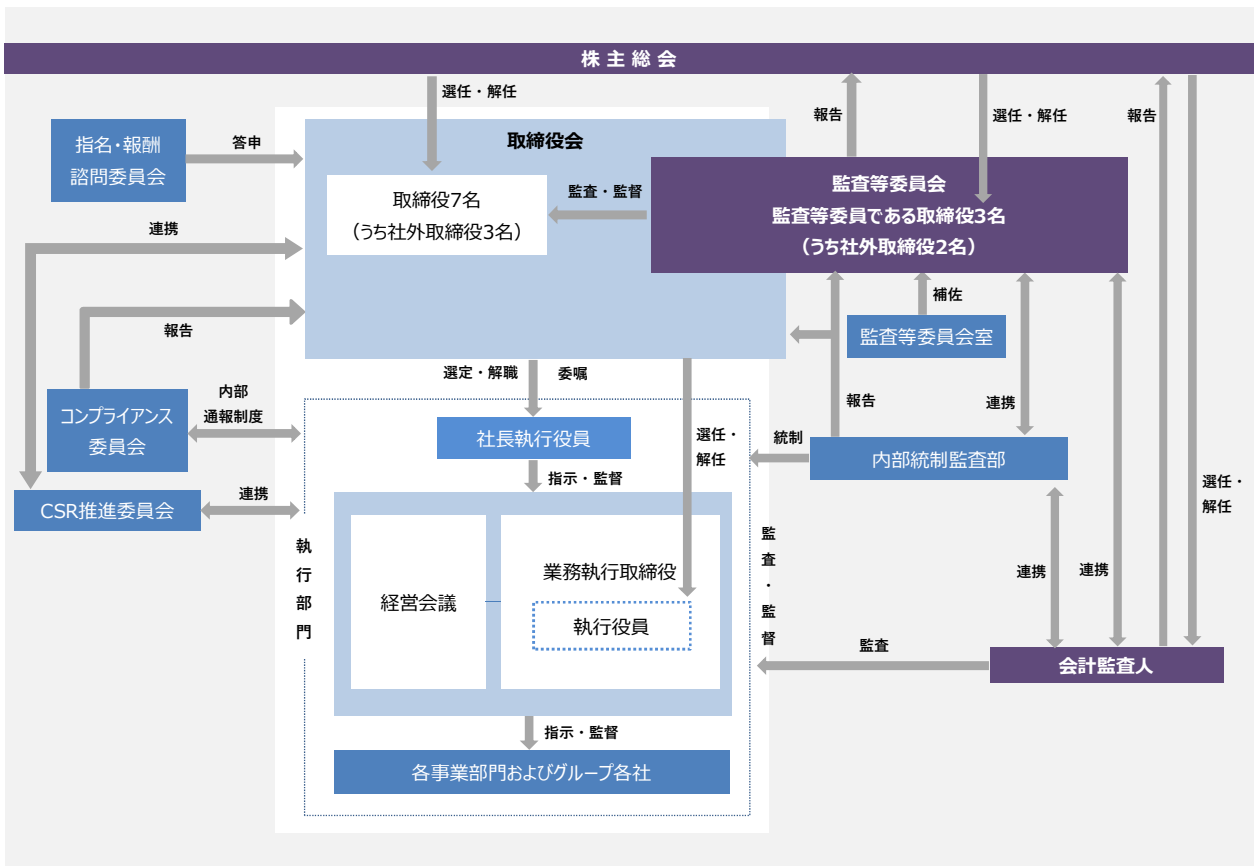 株主総会
選任・解任
報告
選任・解任
報告
指名・報酬
諮問委員会
答申
取締役会
取締役7名
（うち社外取締役3名）
監査・監督
監査等委員会
監査等委員である取締役3名
（うち社外取締役2名）
連携
報告
補佐
監査等委員会室
選定・解職
委嘱
内部
通報制度
コンプライアンス
委員会
社長執行役員
選任・
解任
統制
報告
連携
内部統制監査部
指示・監督
選任・
解任
CSR推進委員会
連携
執
行
部
門
経営会議
業務執行取締役
執行役員
監
査
・
監
督
連携
連携
監査
会計監査人
指示・監督
各事業部門およびグループ各社